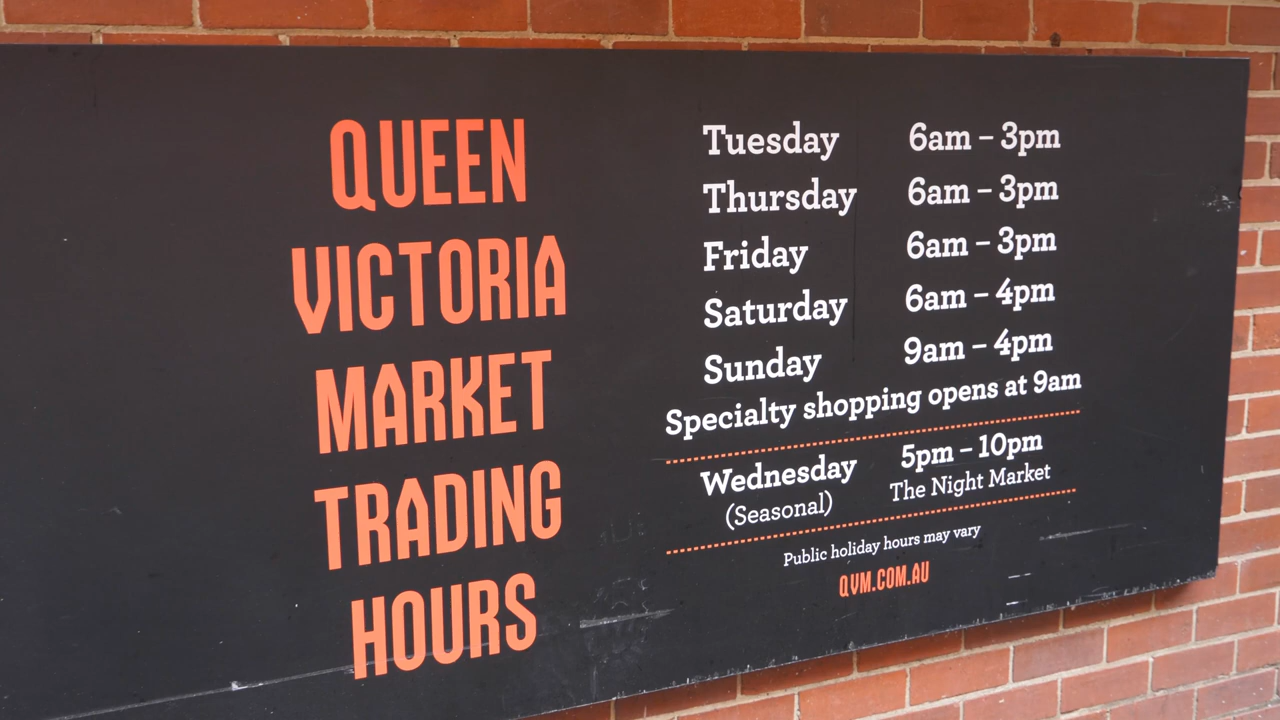 QUEEN
VICTORIA
MARKET
TRADING
HOURS
Tuesday 6am – 3pm
Thursday 6am – 3pm
Friday 6am – 3pm
Saturday 6am – 4pm
Sunday 9am – 4pm
Specialty shopping opens at 9am
Wednesday 5pm – 10pm
(Seasonal) The Night Market
Public holiday hours may vary
QVM.COM.AU